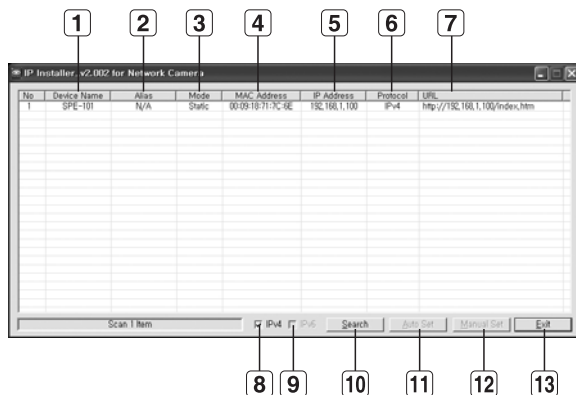 1 2 3 4 5 6 7
IP Installer. v2.002 for Network Camera
No Device Name Alias Mode MAC Address IP Address Protocol URL
1 SPE-101 N/A Static 00:09:18:71:7C:6E 192,168,1,100 IPv4 http://192,168,1,100/index,htm
Scan 1 Item IPv4 IPv6 Search Auto Set Manual Set Exit
8 9 10 11 12 13